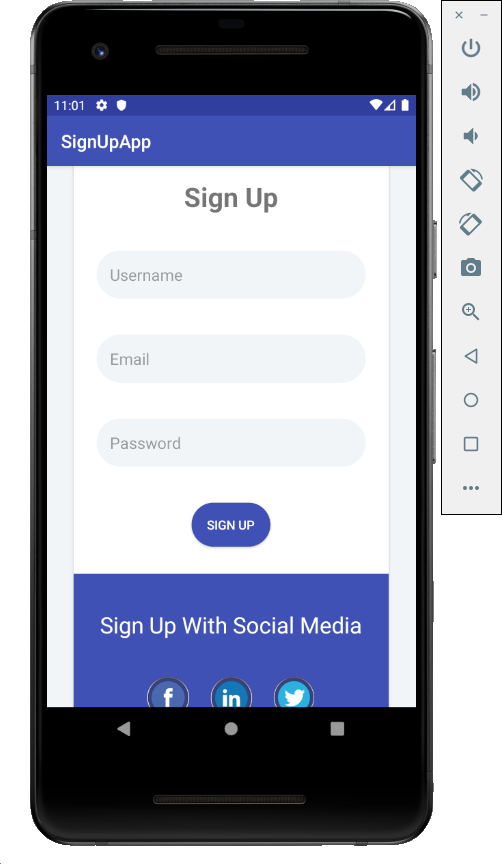 11:01
SignUpApp
Sign Up
Username
Email
Password
SIGN UP
Sign Up With Social Media
f
in